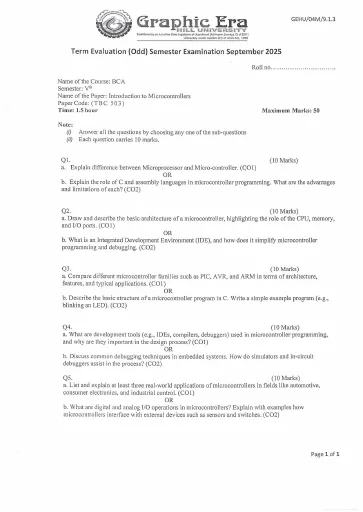 GEHU/04M/9.1.3
Graphic Era
HILL UNIVERSITY
Term Evaluation (Odd) Semester Examination September 2025
Roll no..............................
Name of the Course: BCA
Semester: Vth
Name of the Paper: Introduction to Microcontrollers
Paper Code: (TBC 503)
Time: 1.5 hour Maximum Marks: 50
Note:
(i) Answer all the questions by choosing any one of the sub-questions
(ii) Each question carries 10 marks.
Q1. (10 Marks)
a. Explain difference between Microprocessor and Micro-controller. (CO1)
OR
b. Explain the role of C and assembly languages in microcontroller programming. What are the advantages
and limitations of each? (CO2)
Q2. (10 Marks)
a. Draw and describe the basic architecture of a microcontroller, highlighting the role of the CPU, memory,
and I/O ports. (CO1)
OR
b. What is an Integrated Development Environment (IDE), and how does it simplify microcontroller
programming and debugging. (CO2)
Q3. (10 Marks)
a. Compare different microcontroller families such as PIC, AVR, and ARM in terms of architecture,
features, and typical applications. (CO1)
OR
b. Describe the basic structure of a microcontroller program in C. Write a simple example program (e.g.,
blinking an LED). (CO2)
Q4. (10 Marks)
a. What are development tools (e.g., IDEs, compilers, debuggers) used in microcontroller programming,
and why are they important in the design process? (CO1)
OR
b. Discuss common debugging techniques in embedded systems. How do simulators and in-circuit
debuggers assist in the process? (CO2)
Q5. (10 Marks)
a. List and explain at least three real-world applications of microcontrollers in fields like automotive,
consumer electronics, and industrial control. (CO1)
OR
b. What are digital and analog I/O operations in microcontrollers? Explain with examples how
microcontrollers interface with external devices such as sensors and switches. (CO2)
Page 1 of 1